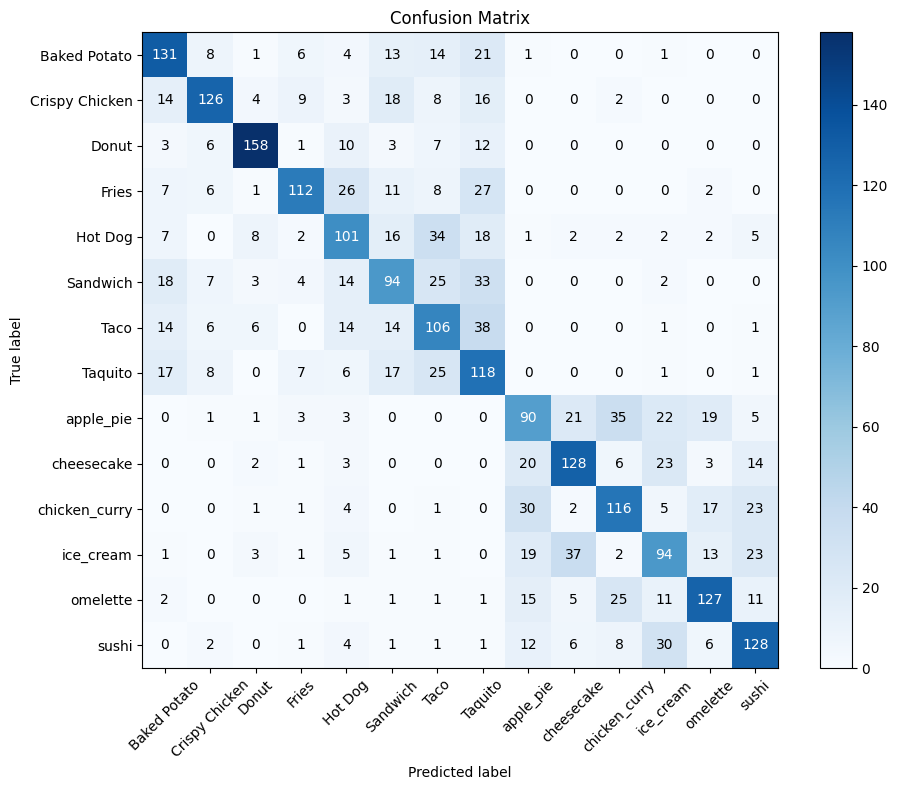 Confusion Matrix
Baked Potato 131 8 1 6 4 13 14 21 1 0 0 1 0 0
Crispy Chicken 14 126 4 9 3 18 8 16 0 0 2 0 0 0
Donut 3 6 158 1 10 3 7 12 0 0 0 0 0 0
Fries 7 6 1 112 26 11 8 27 0 0 0 0 2 0
Hot Dog 7 0 8 2 101 16 34 18 1 2 2 2 2 5
Sandwich 18 7 3 4 14 94 25 33 0 0 0 2 0 0
Taco 14 6 6 0 14 14 106 38 0 0 0 1 0 1
Taquito 17 8 0 7 6 17 25 118 0 0 0 1 0 1
apple_pie 0 1 1 3 3 0 0 0 90 21 35 22 19 5
cheesecake 0 0 2 1 3 0 0 0 20 128 6 23 3 14
chicken_curry 0 0 1 1 4 0 1 0 30 2 116 5 17 23
ice_cream 1 0 3 1 5 1 1 0 19 37 2 94 13 23
omelette 2 0 0 0 1 1 1 1 15 5 25 11 127 11
sushi 0 2 0 1 4 1 1 1 12 6 8 30 6 128
Baked Potato Crispy Chicken Donut Fries Hot Dog Sandwich Taco Taquito apple_pie cheesecake chicken_curry ice_cream omelette sushi
Predicted label
True label
140
120
100
80
60
40
20
0